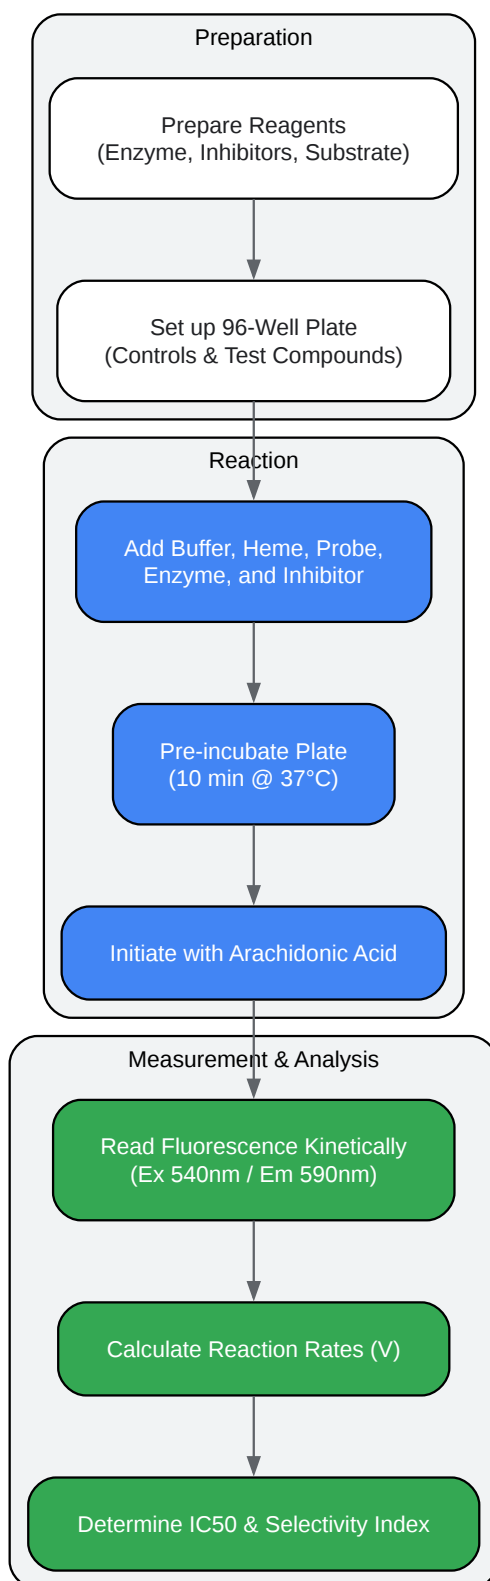 Preparation
Prepare Reagents
(Enzyme, Inhibitors, Substrate)
Set up 96-Well Plate
(Controls & Test Compounds)
Reaction
Add Buffer, Heme, Probe,
Enzyme, and Inhibitor
Pre-incubate Plate
(10 min @ 37°C)
Initiate with Arachidonic Acid
Measurement & Analysis
Read Fluorescence Kinetically
(Ex 540nm / Em 590nm)
Calculate Reaction Rates (V)
Determine IC50 & Selectivity Index